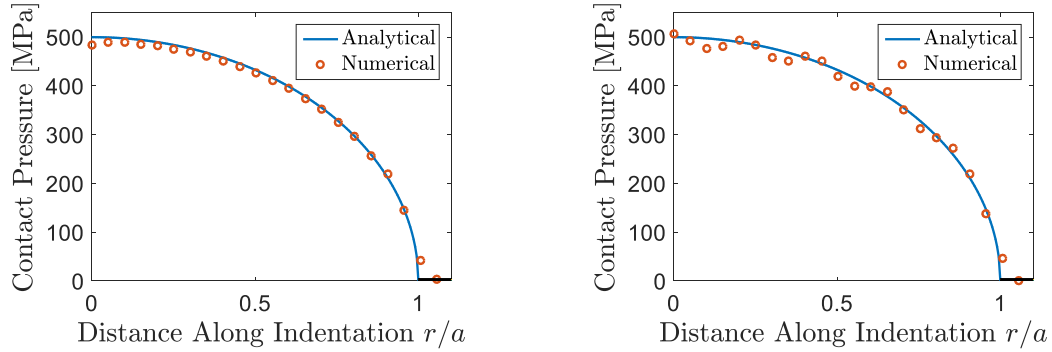 Contact Pressure [MPa]
500
400
300
200
100
0
Analytical
Numerical
0
0.5
1
Distance Along Indentation r/a
Contact Pressure [MPa]
500
400
300
200
100
0
Analytical
Numerical
0
0.5
1
Distance Along Indentation r/a